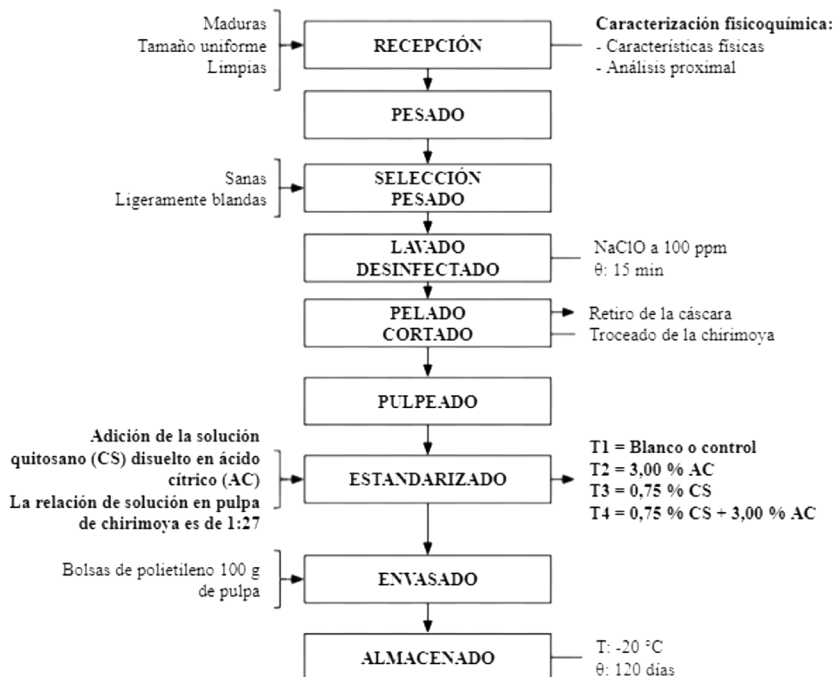 Maduras
Tamaño uniforme
Limpias
RECEPCIÓN
Caracterización fisicoquímica:
- Características físicas
- Análisis proximal
PESADO
Sanas
Ligeramente blandas
SELECCIÓN
PESADO
LAVADO
DESINFECTADO
NaClO a 100 ppm
θ: 15 min
PELADO
CORTADO
Retiro de la cáscara
Troceado de la chirimoya
PULPEADO
Adición de la solución
quitosano (CS) disuelto en ácido
cítrico (AC)
La relación de solución en pulpa
de chirimoya es de 1:27
ESTANDARIZADO
T1 = Blanco o control
T2 = 3,00 % AC
T3 = 0,75 % CS
T4 = 0,75 % CS + 3,00 % AC
Bolsas de polietileno 100 g
de pulpa
ENVASADO
ALMACENADO
T: -20 °C
θ: 120 días